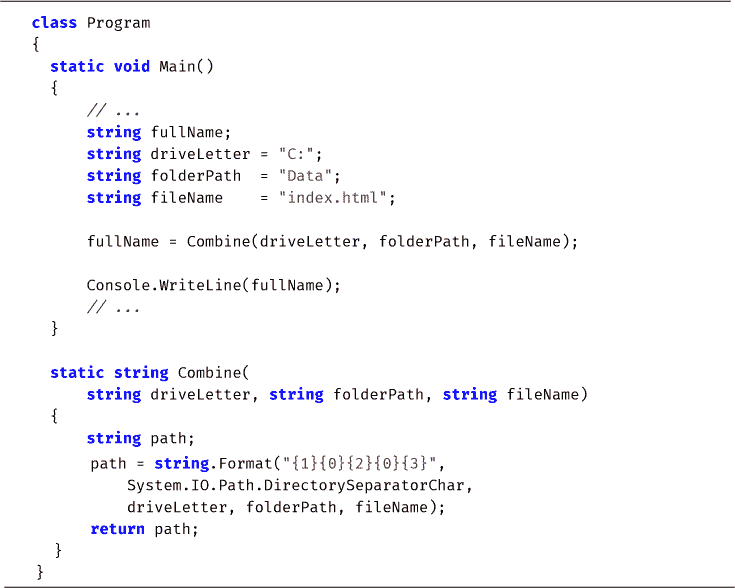 class Program
{
  static void Main()
  {
      // ...
      string fullName;
      string driveLetter = "C:";
      string folderPath  = "Data";
      string fileName    = "index.html";

      fullName = Combine(driveLetter, folderPath, fileName);

      Console.WriteLine(fullName);
      // ...
  }

  static string Combine(
      string driveLetter, string folderPath, string fileName)
  {
      string path;
      path = string.Format("{1}{0}{2}{0}{3}",
          System.IO.Path.DirectorySeparatorChar,
          driveLetter, folderPath, fileName);
      return path;
  }
}